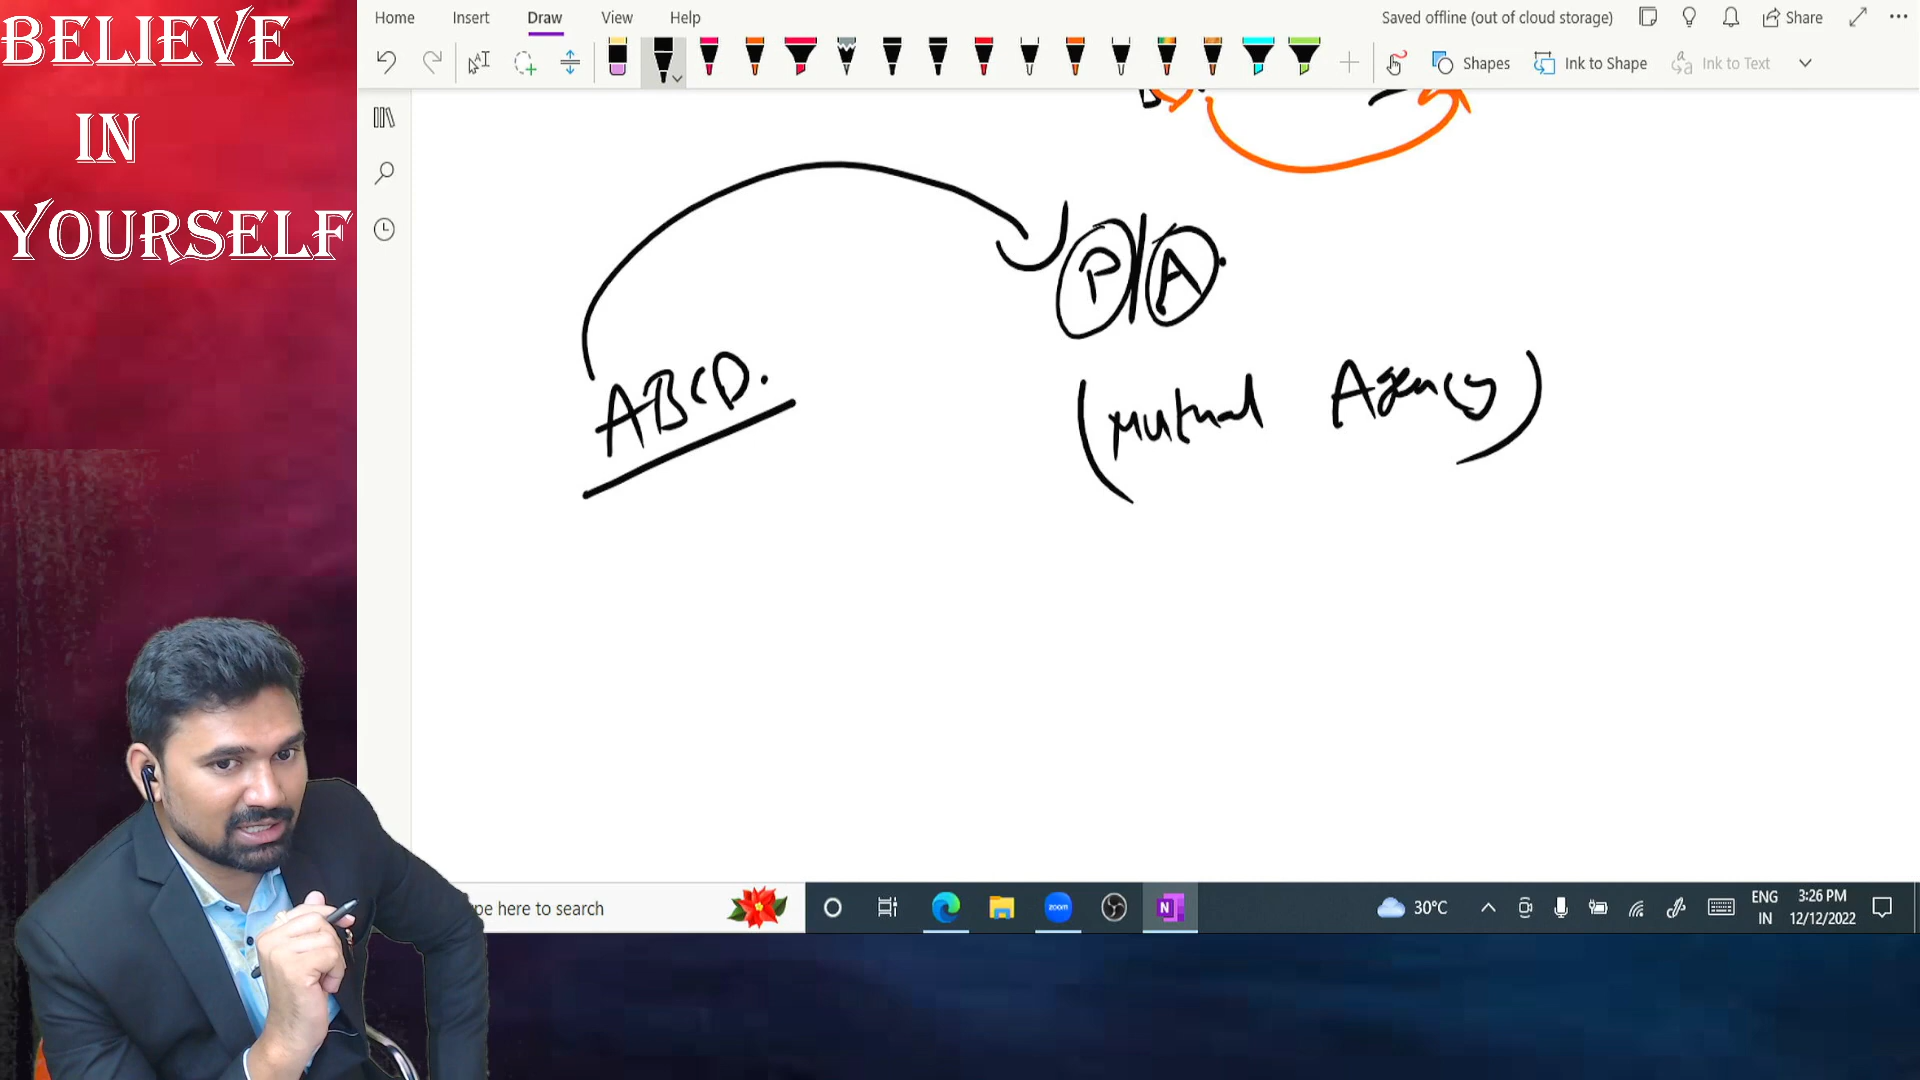 BELIEVE
IN
YOURSELF
Home Insert Draw View Help
Saved offline (out of cloud storage)
Share
Shapes Ink to Shape Ink to Text
P/A.
ABCD.
(Mutual Agency)
pe here to search
zoom
N
30°C
ENG
IN
3:26 PM
12/12/2022